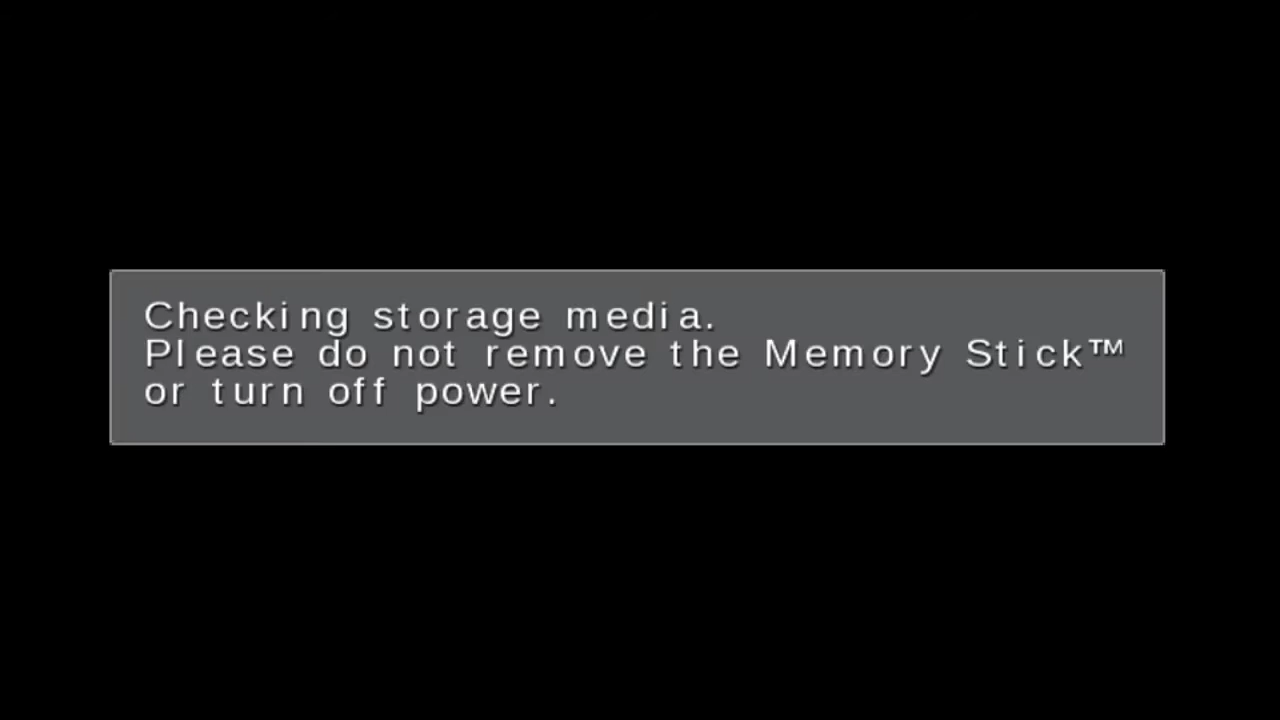 Checking storage media.
Please do not remove the Memory Stick™
or turn off power.